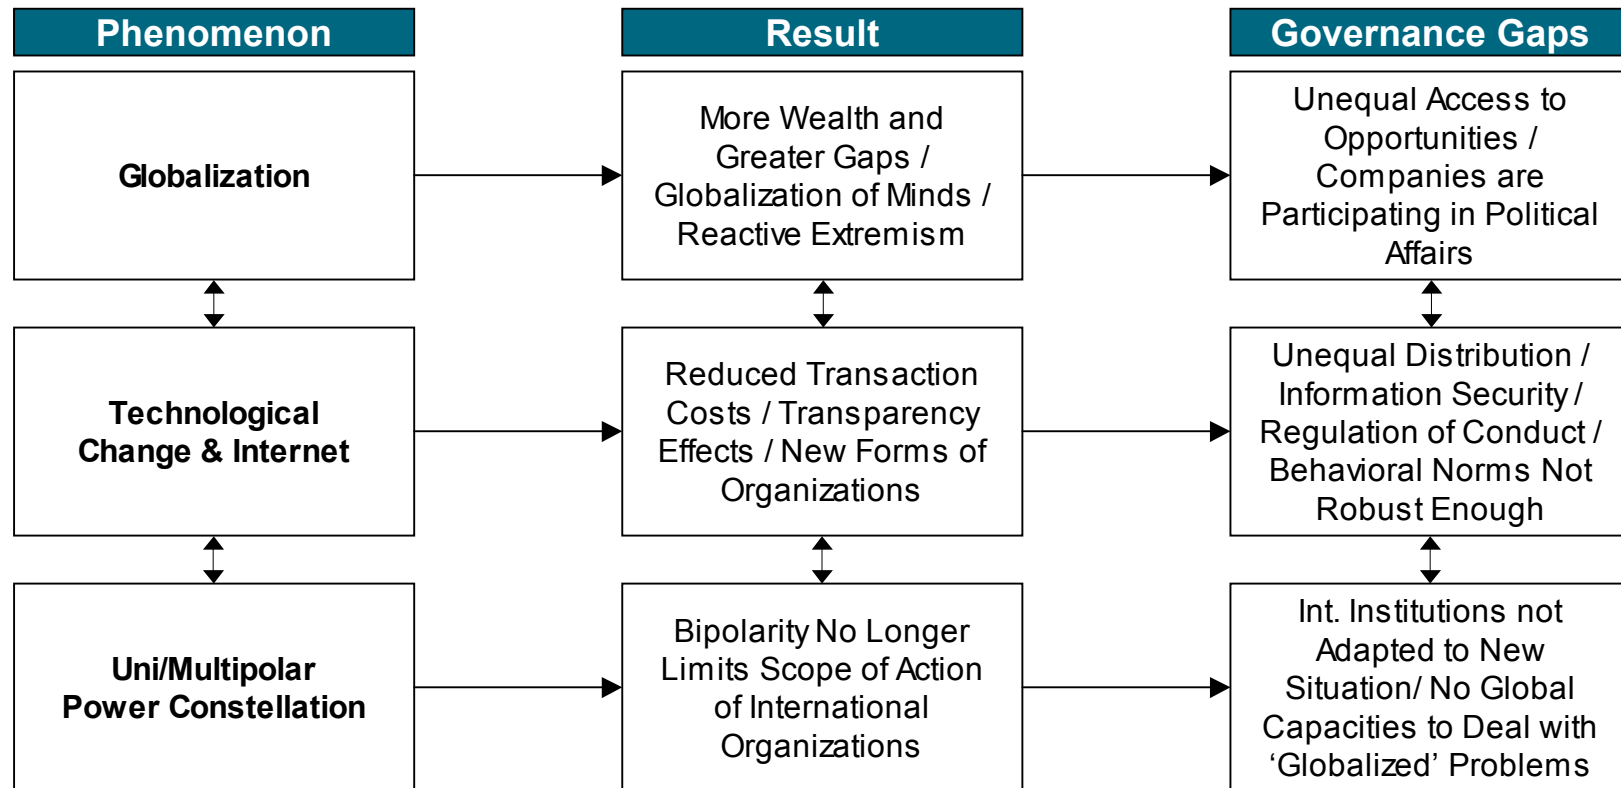 Phenomenon
Result
Governance Gaps
Globalization
More Wealth and
Greater Gaps /
Globalization of Minds /
Reactive Extremism
Unequal Access to
Opportunities /
Companies are
Participating in Political
Affairs
Technological
Change & Internet
Reduced Transaction
Costs / Transparency
Effects / New Forms of
Organizations
Unequal Distribution /
Information Security /
Regulation of Conduct /
Behavioral Norms Not
Robust Enough
Uni/Multipolar
Power Constellation
Bipolarity No Longer
Limits Scope of Action
of International
Organizations
Int. Institutions not
Adapted to New
Situation/ No Global
Capacities to Deal with
‘Globalized’ Problems